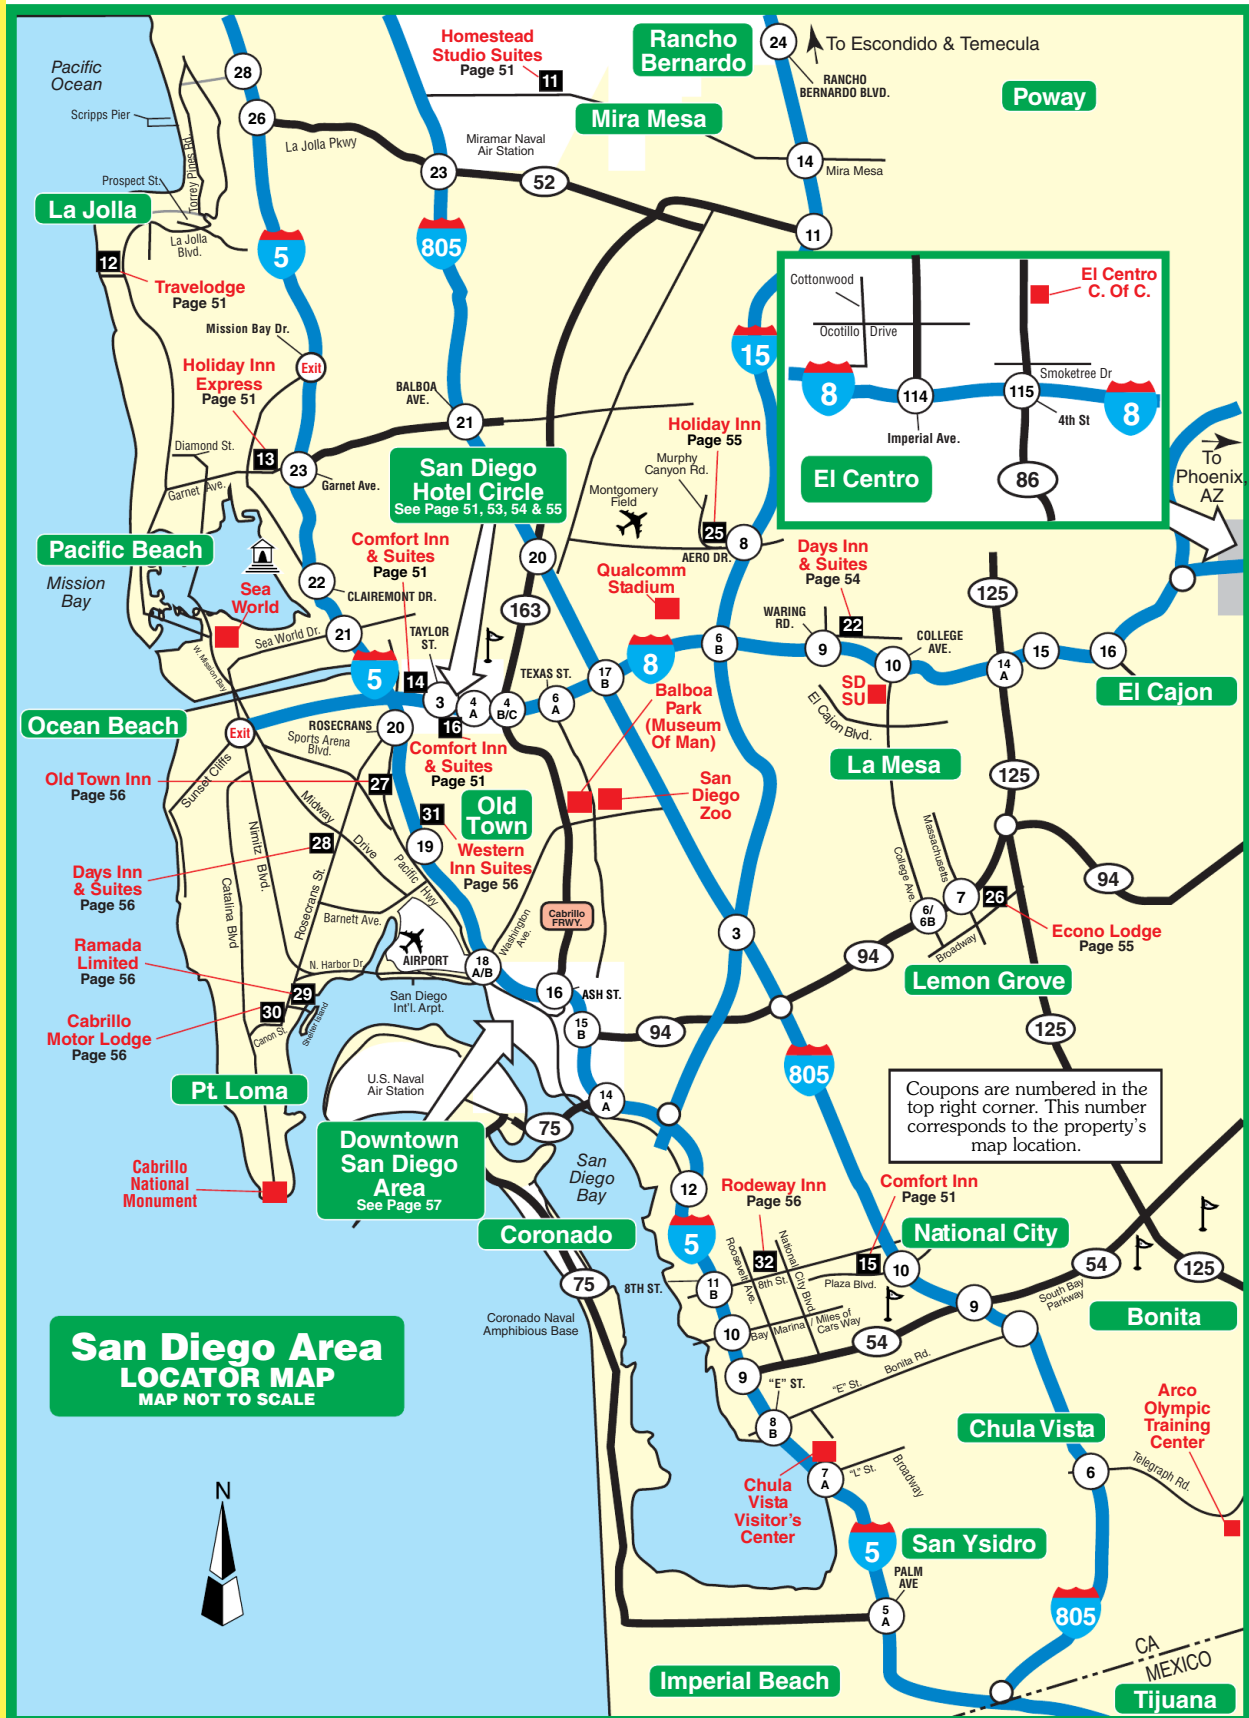 Homestead
Studio Suites
Page 51
11
Rancho
Bernardo
24
To Escondido & Temecula
RANCHO
BERNARDO BLVD.
Poway
Pacific
Ocean
28
26
Scripps Pier
La Jolla Pkwy
Mira Mesa
Miramar Naval
Air Station
14
Mira Mesa
23
52
Prospect St.
Torrey Pines Rd.
La Jolla
La Jolla
Blvd.
11
5
805
12
Travelodge
Page 51
Mission Bay Dr.
Exit
15
Cottonwood
Ocotillo Drive
El Centro
C. Of C.
Smoketree Dr
8
114
115
8
4th St
Imperial Ave.
El Centro
86
Holiday Inn
Express
Page 51
BALBOA
AVE.
21
Holiday Inn
Page 55
Diamond St.
13
23
Garnet Ave.
Garnet Ave.
San Diego
Hotel Circle
See Page 51, 53, 54 & 55
Murphy
Canyon Rd.
Montgomery
Field
25
8
AERO DR.
To
Phoenix,
AZ
Pacific Beach
Mission
Bay
Comfort Inn
& Suites
Page 51
20
Days Inn
& Suites
Page 54
Qualcomm
Stadium
22
CLAIREMONT DR.
Sea
World
163
125
WARING
RD.
22
Sea World Dr.
21
TAYLOR
ST.
6
B
9
COLLEGE
AVE.
10
14
A
15
16
W. Mission Bay
5
14
3
4
A
4
B/C
TEXAS ST.
6
A
17
B
8
SD
SU
El Cajon
El Cajon Blvd.
Ocean Beach
Exit
ROSECRANS
20
Sports Arena
Blvd.
16
Comfort Inn
& Suites
Page 51
Balboa
Park
(Museum
Of Man)
La Mesa
125
Sunset Cliffs
Old Town Inn
Page 56
27
San
Diego
Zoo
Midway
Drive
31
Old
Town
Western
Inn Suites
Page 56
19
Nimitz Blvd.
28
Pacific Hwy
Massachusetts
College Ave.
94
Days Inn
& Suites
Page 56
Catalina Blvd
Rosecrans St.
Barnett Ave.
Cabrillo
FRWY.
Washington
Ave.
3
6/
6B
7
26
Econo Lodge
Page 55
Broadway
94
Ramada
Limited
Page 56
N. Harbor Dr.
AIRPORT
18
A/B
Lemon Grove
16
ASH ST.
29
30
San Diego
Int'l. Arpt.
Cabrillo
Motor Lodge
Page 56
Canon St.
Shelter Island
15
B
94
125
805
Pt. Loma
U.S. Naval
Air Station
14
A
75
Coupons are numbered in the
top right corner. This number
corresponds to the property's
map location.
Downtown
San Diego
Area
See Page 57
San
Diego
Bay
Cabrillo
National
Monument
12
Rodeway Inn
Page 56
Comfort Inn
Page 51
Coronado
5
National City
Roosevelt Ave.
National City Blvd.
32
15
10
54
125
75
8TH ST.
11
B
8th St.
Plaza Blvd.
South Bay
Parkway
9
Coronado Naval
Amphibious Base
10
Bay Marina / Miles of
Cars Way
54
Bonita
San Diego Area
LOCATOR MAP
MAP NOT TO SCALE
9
"E" ST.
"E" St.
Bonita Rd.
8
B
Arco
Olympic
Training
Center
Chula Vista
7
A
"L" St.
Broadway
6
Telegraph Rd.
Chula
Vista
Visitor's
Center
N
5
San Ysidro
PALM
AVE
5
A
805
CA
MEXICO
Imperial Beach
Tijuana